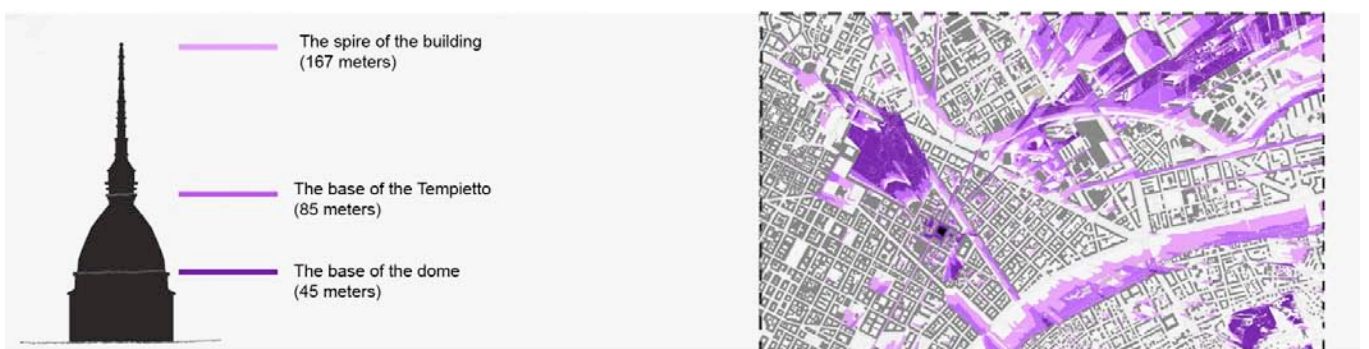 The spire of the building
(167 meters)
The base of the Tempietto
(85 meters)
The base of the dome
(45 meters)